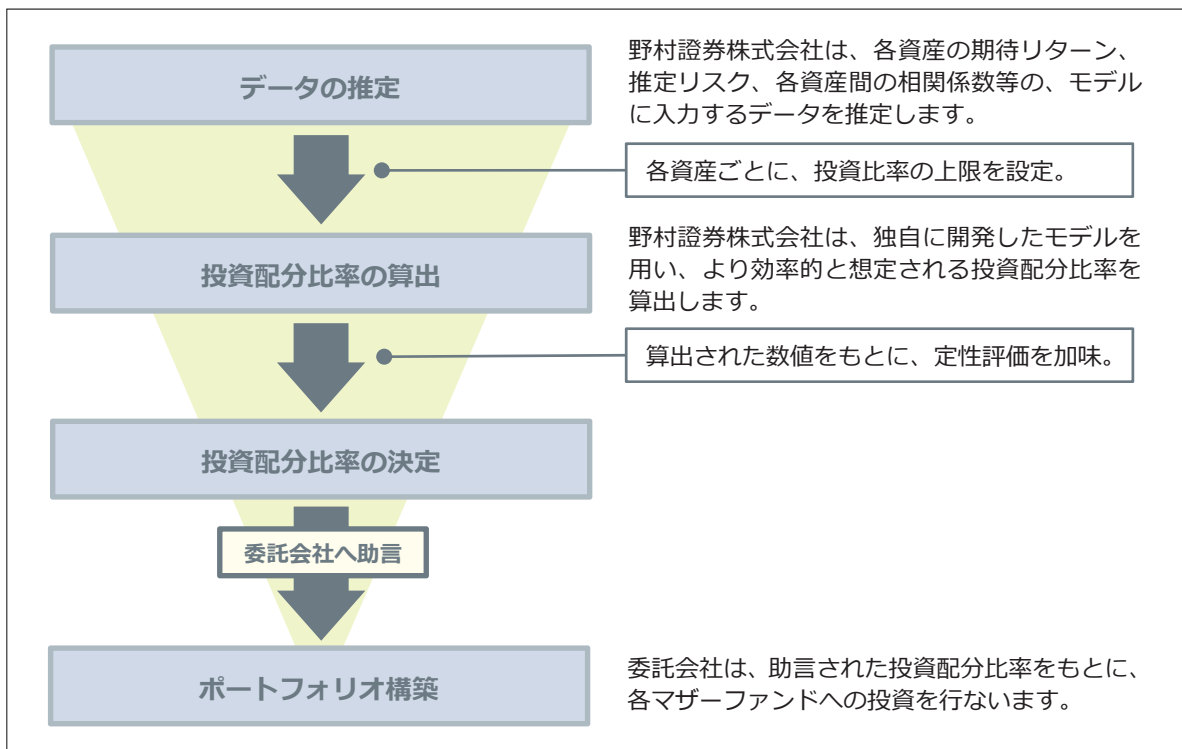 データの推定
野村證券株式会社は、各資産の期待リターン、
推定リスク、各資産間の相関係数等の、モデル
に入力するデータを推定します。
各資産ごとに、投資比率の上限を設定。
投資配分比率の算出
野村證券株式会社は、独自に開発したモデルを
用い、より効率的と想定される投資配分比率を
算出します。
算出された数値をもとに、定性評価を加味。
投資配分比率の決定
委託会社へ助言
ポートフォリオ構築
委託会社は、助言された投資配分比率をもとに、
各マザーファンドへの投資を行ないます。